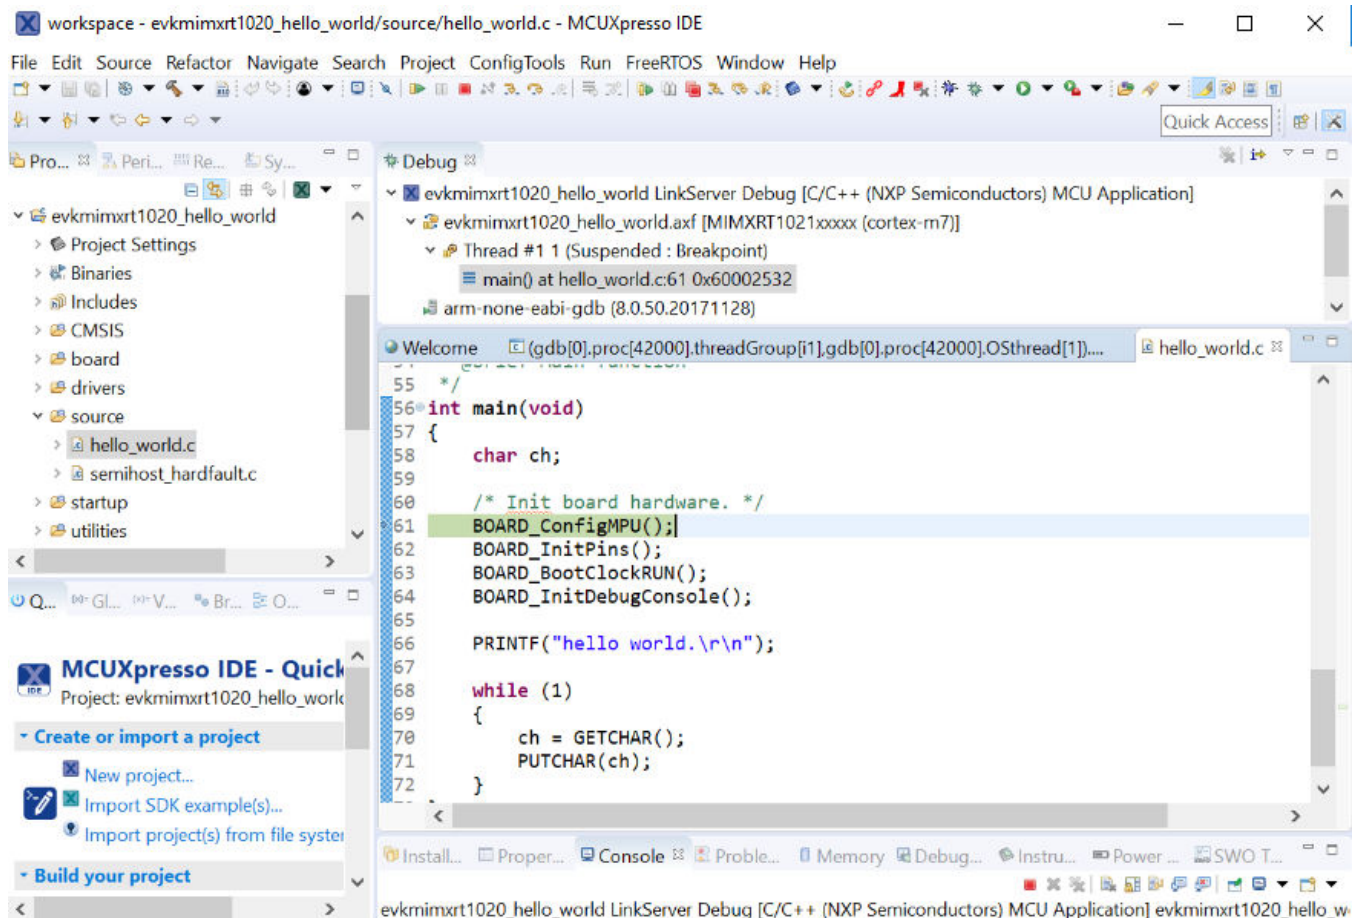 workspace - evkmimxrt1020_hello_world/source/hello_world.c - MCUXpresso IDE
File Edit Source Refactor Navigate Search Project ConfigTools Run FreeRTOS Window Help
Quick Access
Pro... Peri... Re... Sy...
evkmimxrt1020_hello_world
Project Settings
Binaries
Includes
CMSIS
board
drivers
source
hello_world.c
semihost_hardfault.c
startup
utilities
Debug
evkmimxrt1020_hello_world LinkServer Debug [C/C++ (NXP Semiconductors) MCU Application]
evkmimxrt1020_hello_world.axf [MIMXRT1021xxxxx (cortex-m7)]
Thread #1 1 (Suspended : Breakpoint)
main() at hello_world.c:61 0x60002532
arm-none-eabi-gdb (8.0.50.20171128)
Welcome (gdb[0].proc[42000].threadGroup[i1],gdb[0].proc[42000].OSthread[1]).... hello_world.c
55 */
56 int main(void)
57 {
58 char ch;
59
60 /* Init board hardware. */
61 BOARD_ConfigMPU();
62 BOARD_InitPins();
63 BOARD_BootClockRUN();
64 BOARD_InitDebugConsole();
65
66 PRINTF("hello world.\r\n");
67
68 while (1)
69 {
70 ch = GETCHAR();
71 PUTCHAR(ch);
72 }
Q... Gl... V... Br... O...
MCUXpresso IDE - Quick
IDE
Project: evkmimxrt1020_hello_work
Create or import a project
New project...
Import SDK example(s)...
Import project(s) from file syster
Build your project
Install... Proper... Console Proble... Memory Debug... Instru... Power ... SWO T...
evkmimxrt1020_hello_world LinkServer Debug [C/C++ (NXP Semiconductors) MCU Application] evkmimxrt1020_hello_w